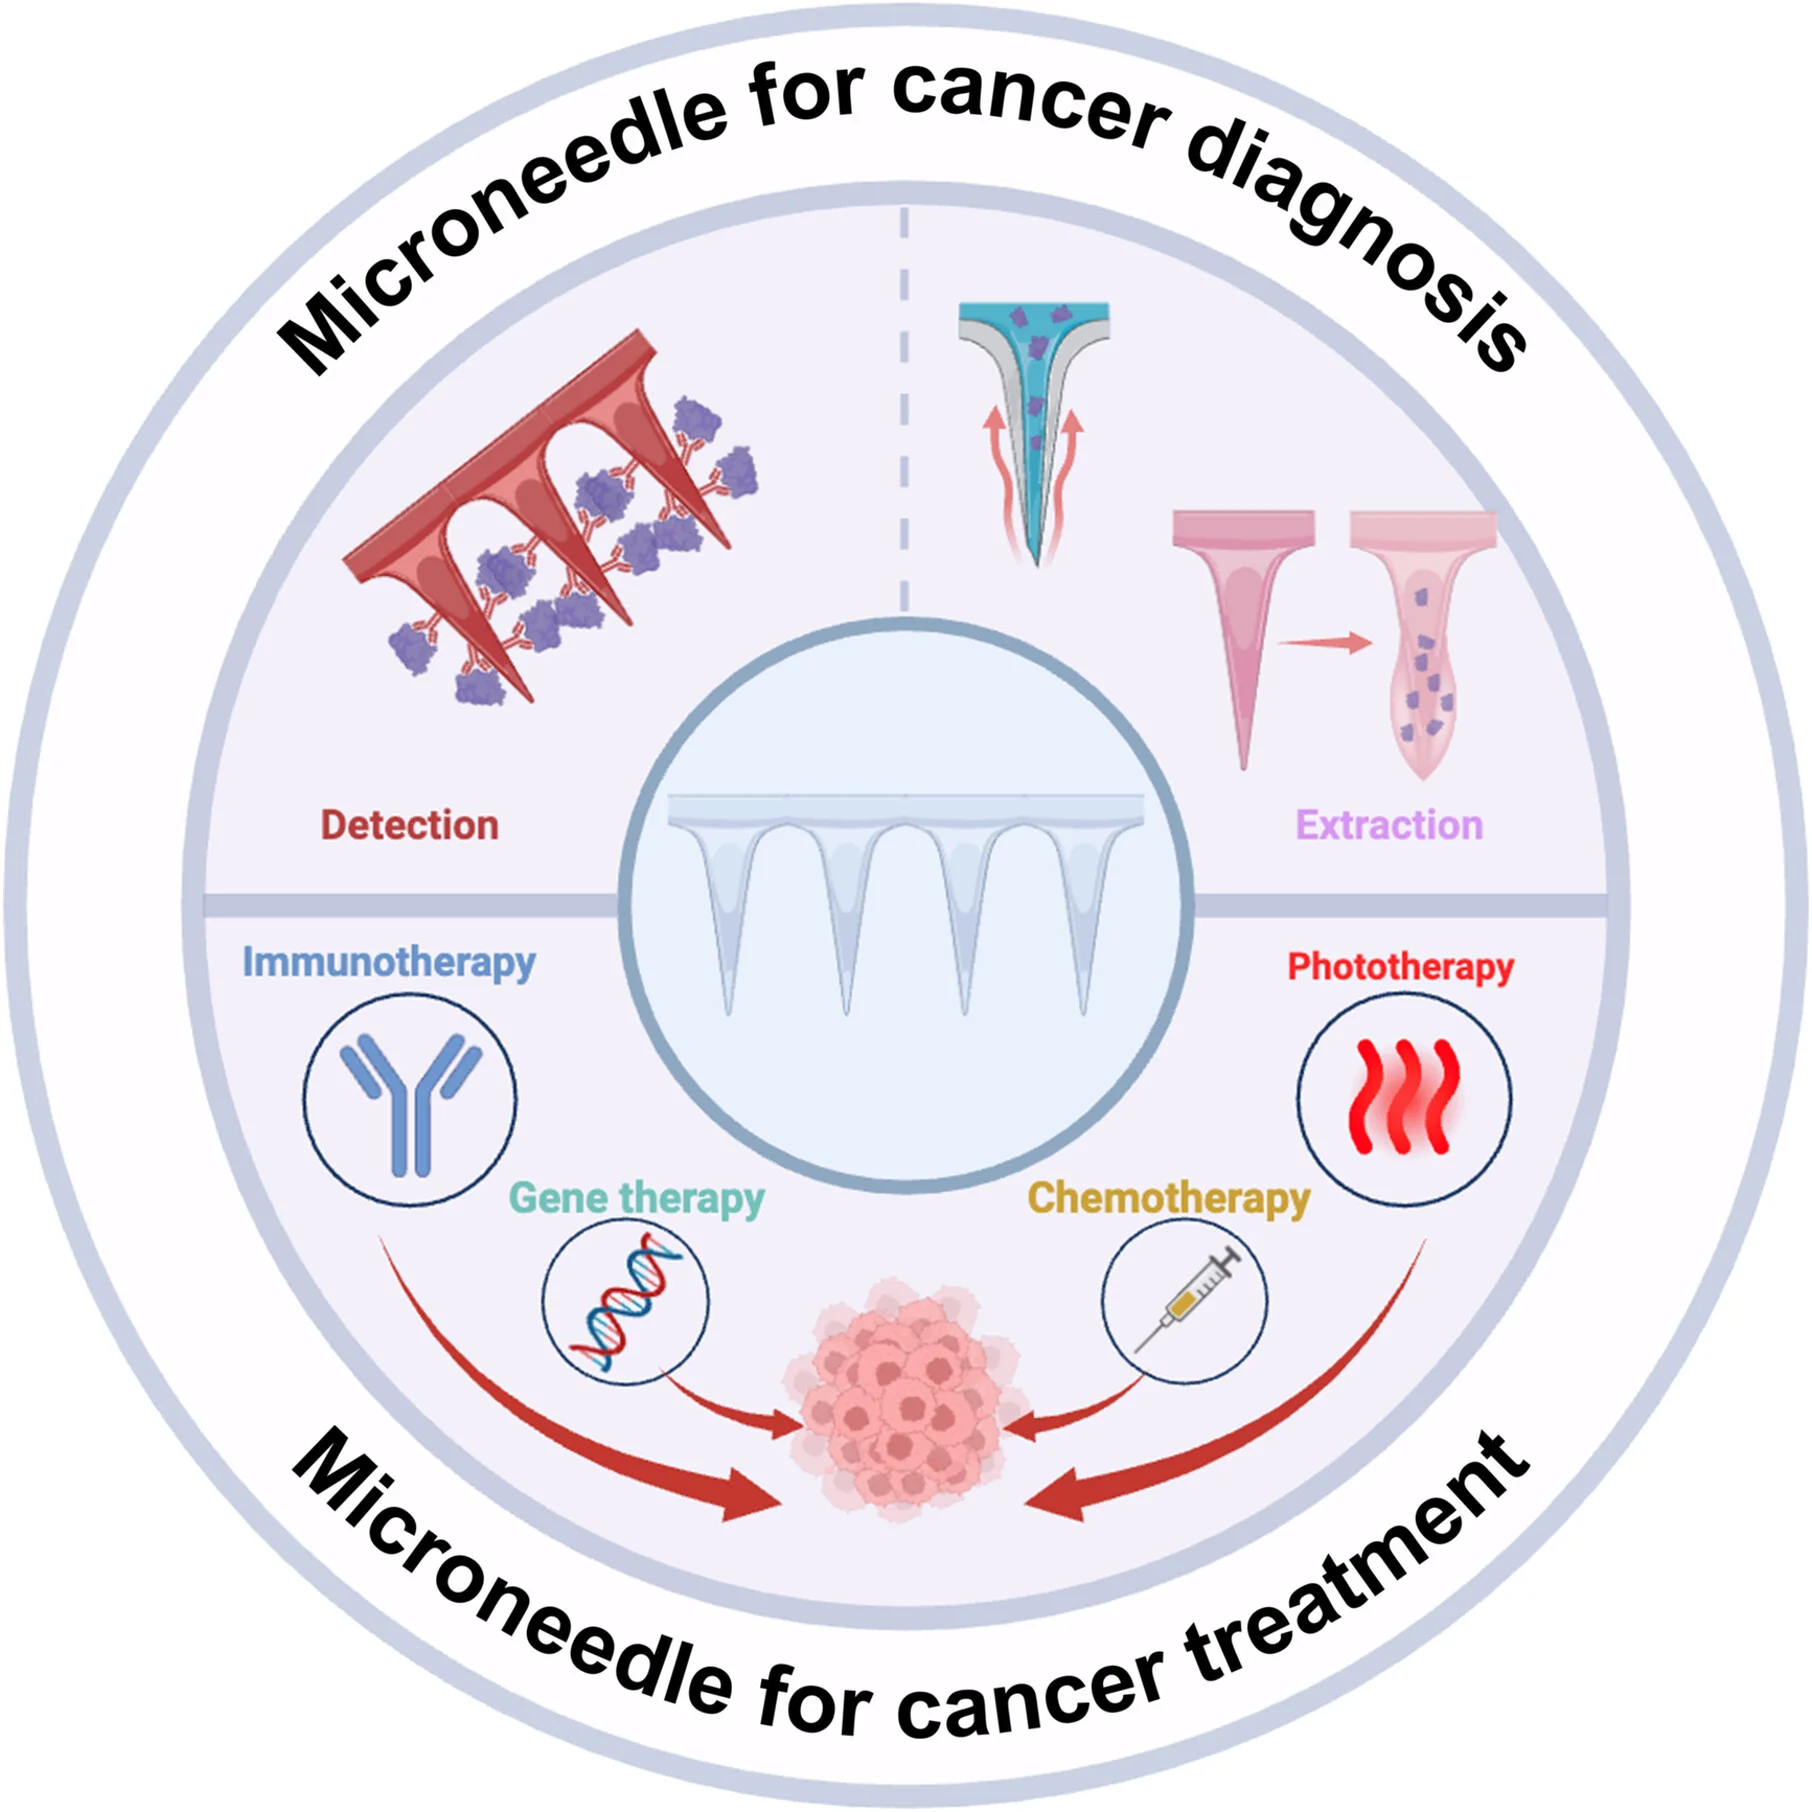 Microneedle for cancer diagnosis
Detection
Extraction
Immunotherapy
Phototherapy
Gene therapy
Chemotherapy
Microneedle for cancer treatment